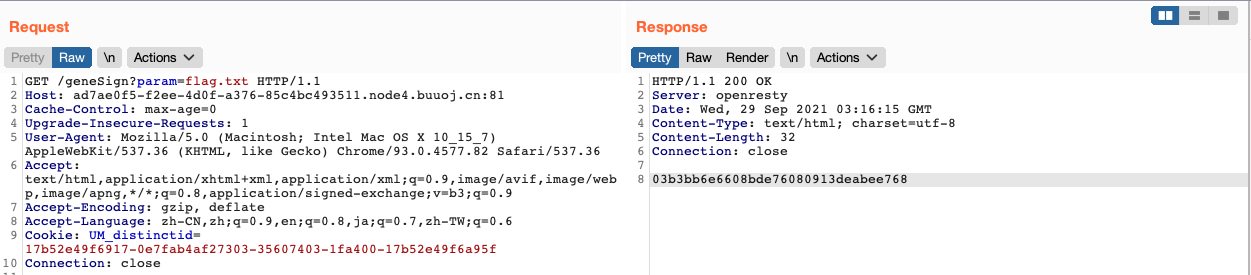 Request
Pretty Raw \n Actions
1 GET /geneSign?param=flag.txt HTTP/1.1
2 Host: ad7ae0f5-f2ee-4d0f-a376-85c4bc493511.node4.buuoj.cn:81
3 Cache-Control: max-age=0
4 Upgrade-Insecure-Requests: 1
5 User-Agent: Mozilla/5.0 (Macintosh; Intel Mac OS X 10_15_7)
AppleWebKit/537.36 (KHTML, like Gecko) Chrome/93.0.4577.82 Safari/537.36
6 Accept:
text/html,application/xhtml+xml,application/xml;q=0.9,image/avif,image/web
p,image/apng,*/*;q=0.8,application/signed-exchange;v=b3;q=0.9
7 Accept-Encoding: gzip, deflate
8 Accept-Language: zh-CN,zh;q=0.9,en;q=0.8,ja;q=0.7,zh-TW;q=0.6
9 Cookie: UM_distinctid=
17b52e49f6917-0e7fab4af27303-35607403-1fa400-17b52e49f6a95f
10 Connection: close
Response
Pretty Raw Render \n Actions
1 HTTP/1.1 200 OK
2 Server: openresty
3 Date: Wed, 29 Sep 2021 03:16:15 GMT
4 Content-Type: text/html; charset=utf-8
5 Content-Length: 32
6 Connection: close
7
8 03b3bb6e6608bde76080913deabee768